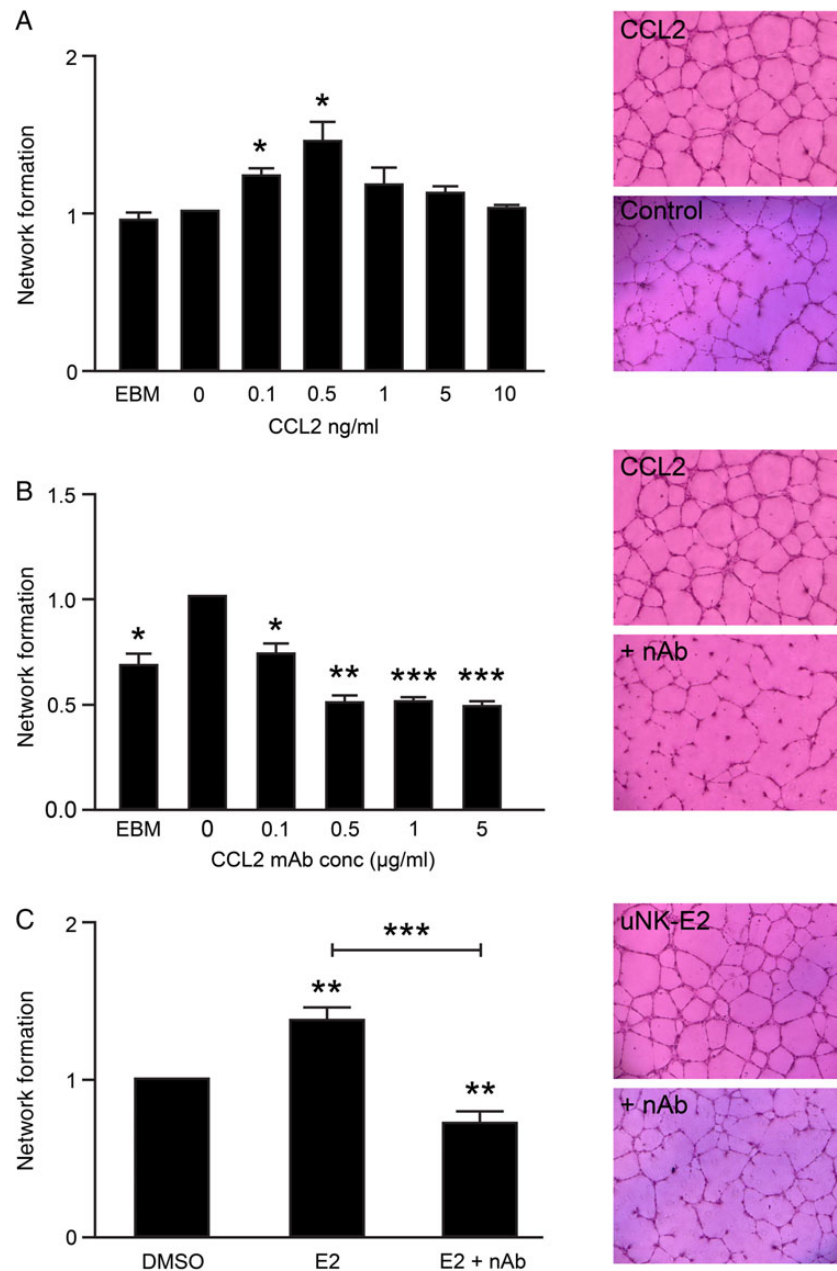 A
2
1
0
Network formation
*
*
EBM 0 0.1 0.5 1 5 10
CCL2 ng/ml
CCL2
Control
B
1.5
1.0
0.5
0.0
Network formation
*
*
**
***
***
EBM 0 0.1 0.5 1 5
CCL2 mAb conc (µg/ml)
CCL2
+ nAb
C
2
1
0
Network formation
***
**
**
DMSO E2 E2 + nAb
uNK-E2
+ nAb